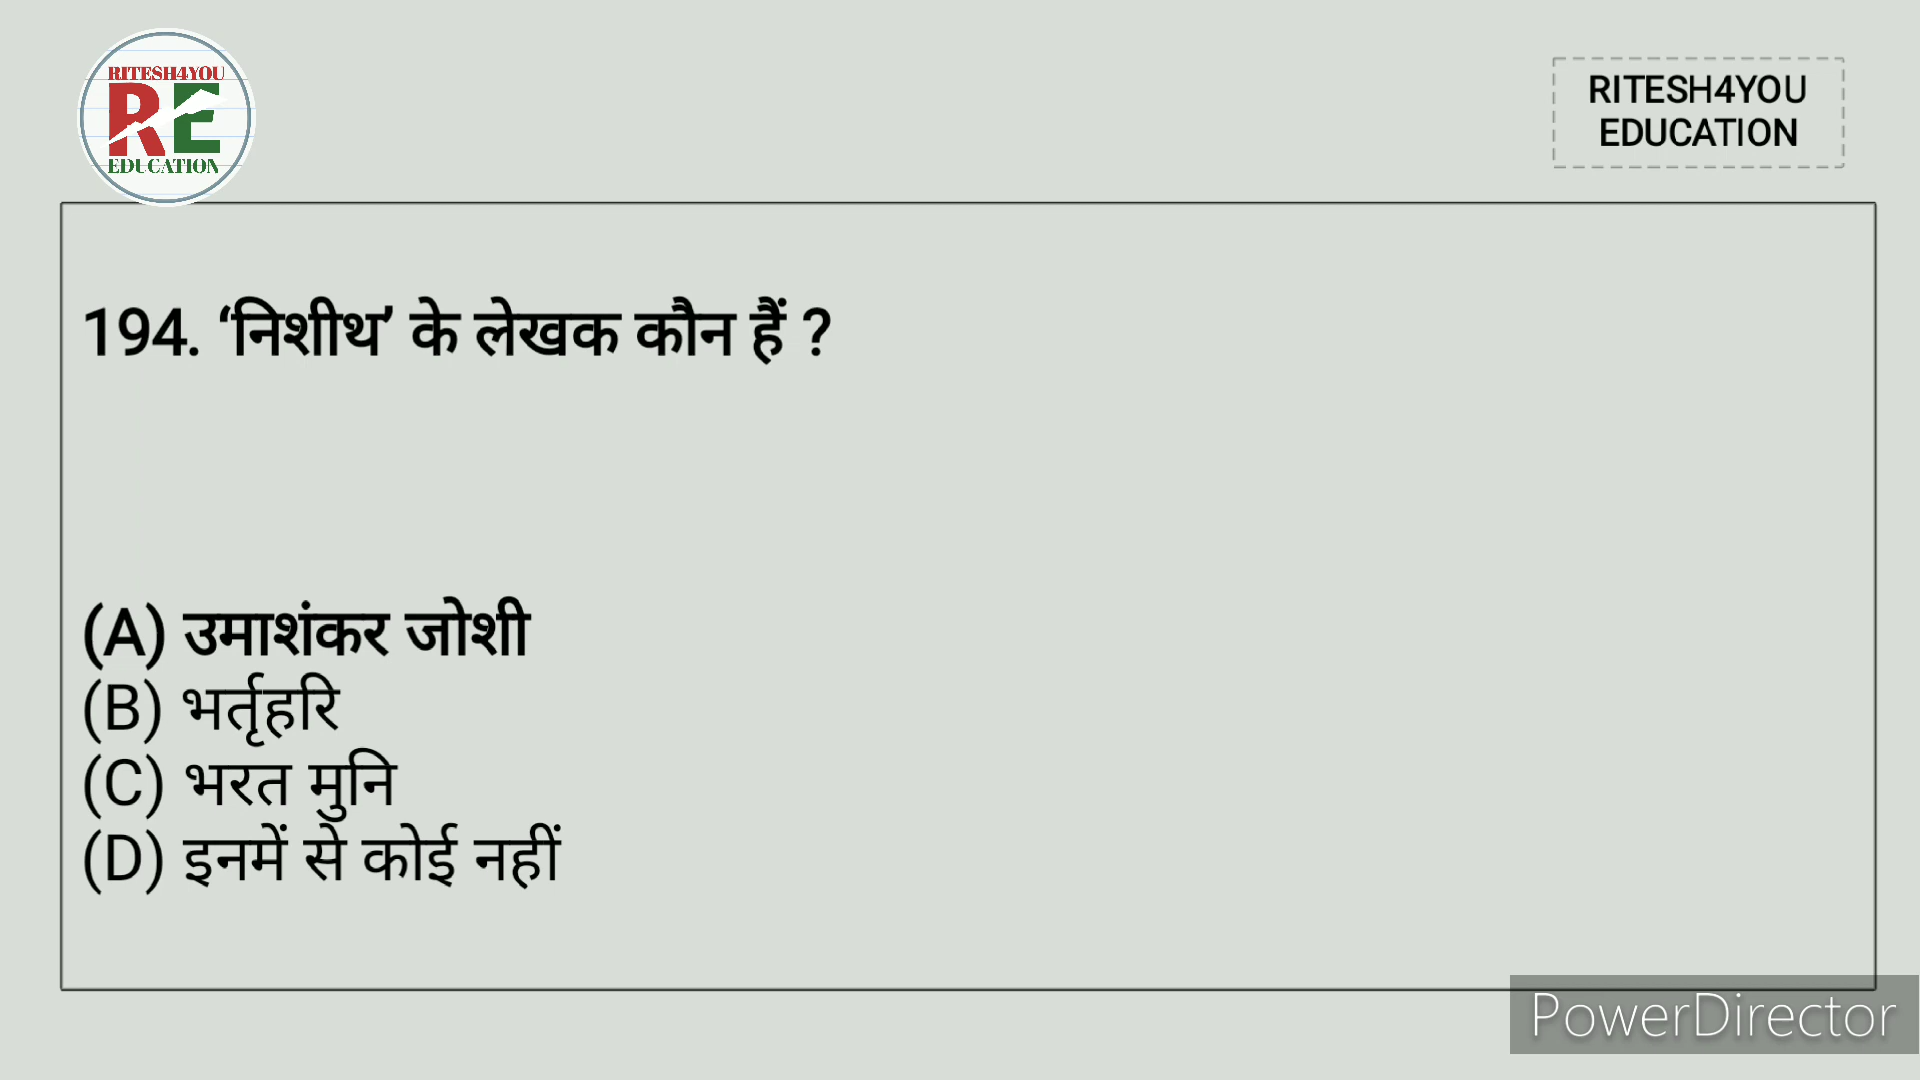 RITESH4YOU
RE
EDUCATION
RITESH4YOU
EDUCATION
194. ‘निशीथ’ के लेखक कौन हैं ?
(A) उमाशंकर जोशी
(B) भर्तृहरि
(C) भरत मुनि
(D) इनमें से कोई नहीं
PowerDirector